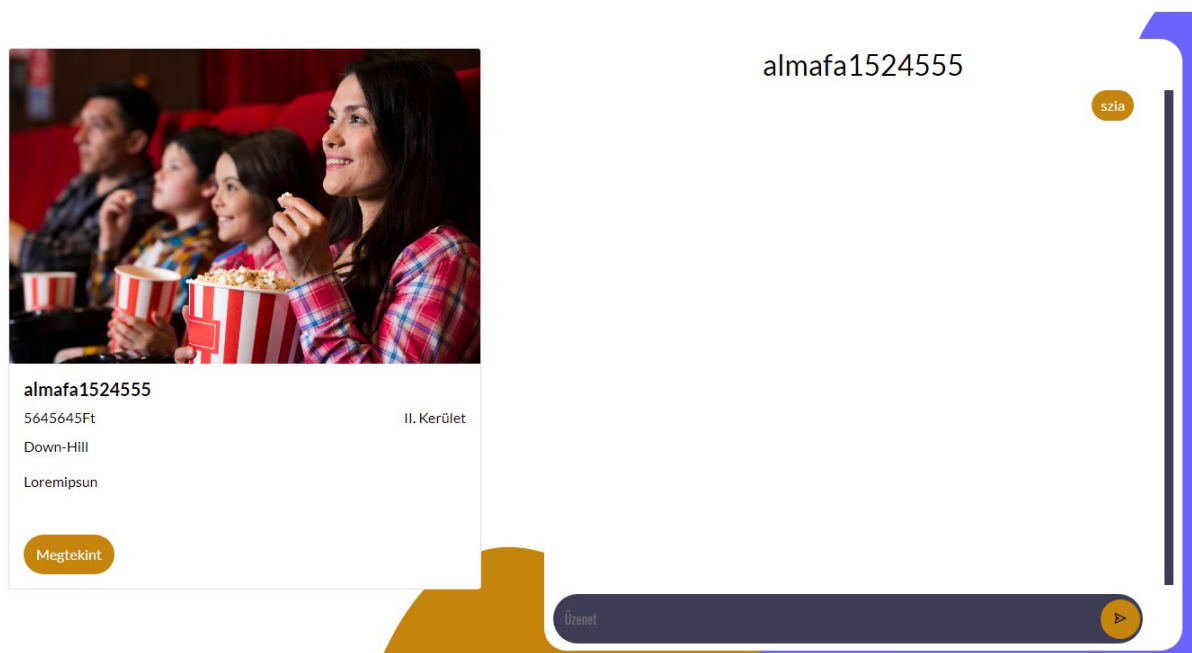 almafa1524555
5645645Ft
II. Kerület
Down-Hill
Loremipsun
Megtekint
almafa1524555
szia
Üzenet